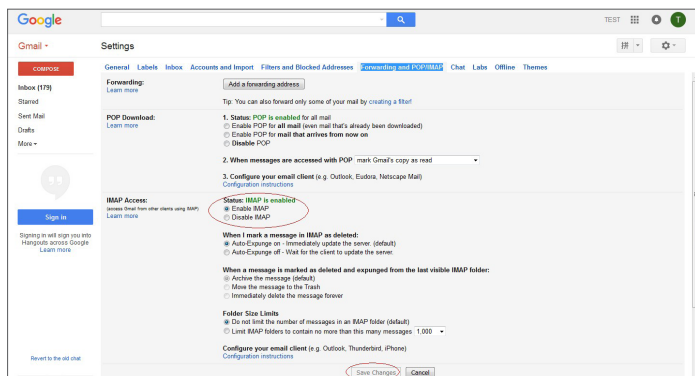 Google
TEST
T
Gmail
Settings
COMPOSE
General Labels Inbox Accounts and Import Filters and Blocked Addresses Forwarding and POP/IMAP Chat Labs Offline Themes
Inbox (179)
Starred
Sent Mail
Drafts
More
Sign in
Signing in will sign you into
Hangouts across Google
Learn more
Revert to the old chat
Forwarding:
Learn more
Add a forwarding address
Tip: You can also forward only some of your mail by creating a filter!
POP Download:
Learn more
1. Status: POP is enabled for all mail
Enable POP for all mail (even mail that's already been downloaded)
Enable POP for mail that arrives from now on
Disable POP
2. When messages are accessed with POP mark Gmail's copy as read
3. Configure your email client (e.g. Outlook, Eudora, Netscape Mail)
Configuration instructions
IMAP Access:
(access Gmail from other clients using IMAP)
Learn more
Status: IMAP is enabled
Enable IMAP
Disable IMAP
When I mark a message in IMAP as deleted:
Auto-Expunge on - Immediately update the server. (default)
Auto-Expunge off - Wait for the client to update the server.
When a message is marked as deleted and expunged from the last visible IMAP folder:
Archive the message (default)
Move the message to the Trash
Immediately delete the message forever
Folder Size Limits
Do not limit the number of messages in an IMAP folder (default)
Limit IMAP folders to contain no more than this many messages 1,000
Configure your email client (e.g. Outlook, Thunderbird, iPhone)
Configuration instructions
Save Changes Cancel